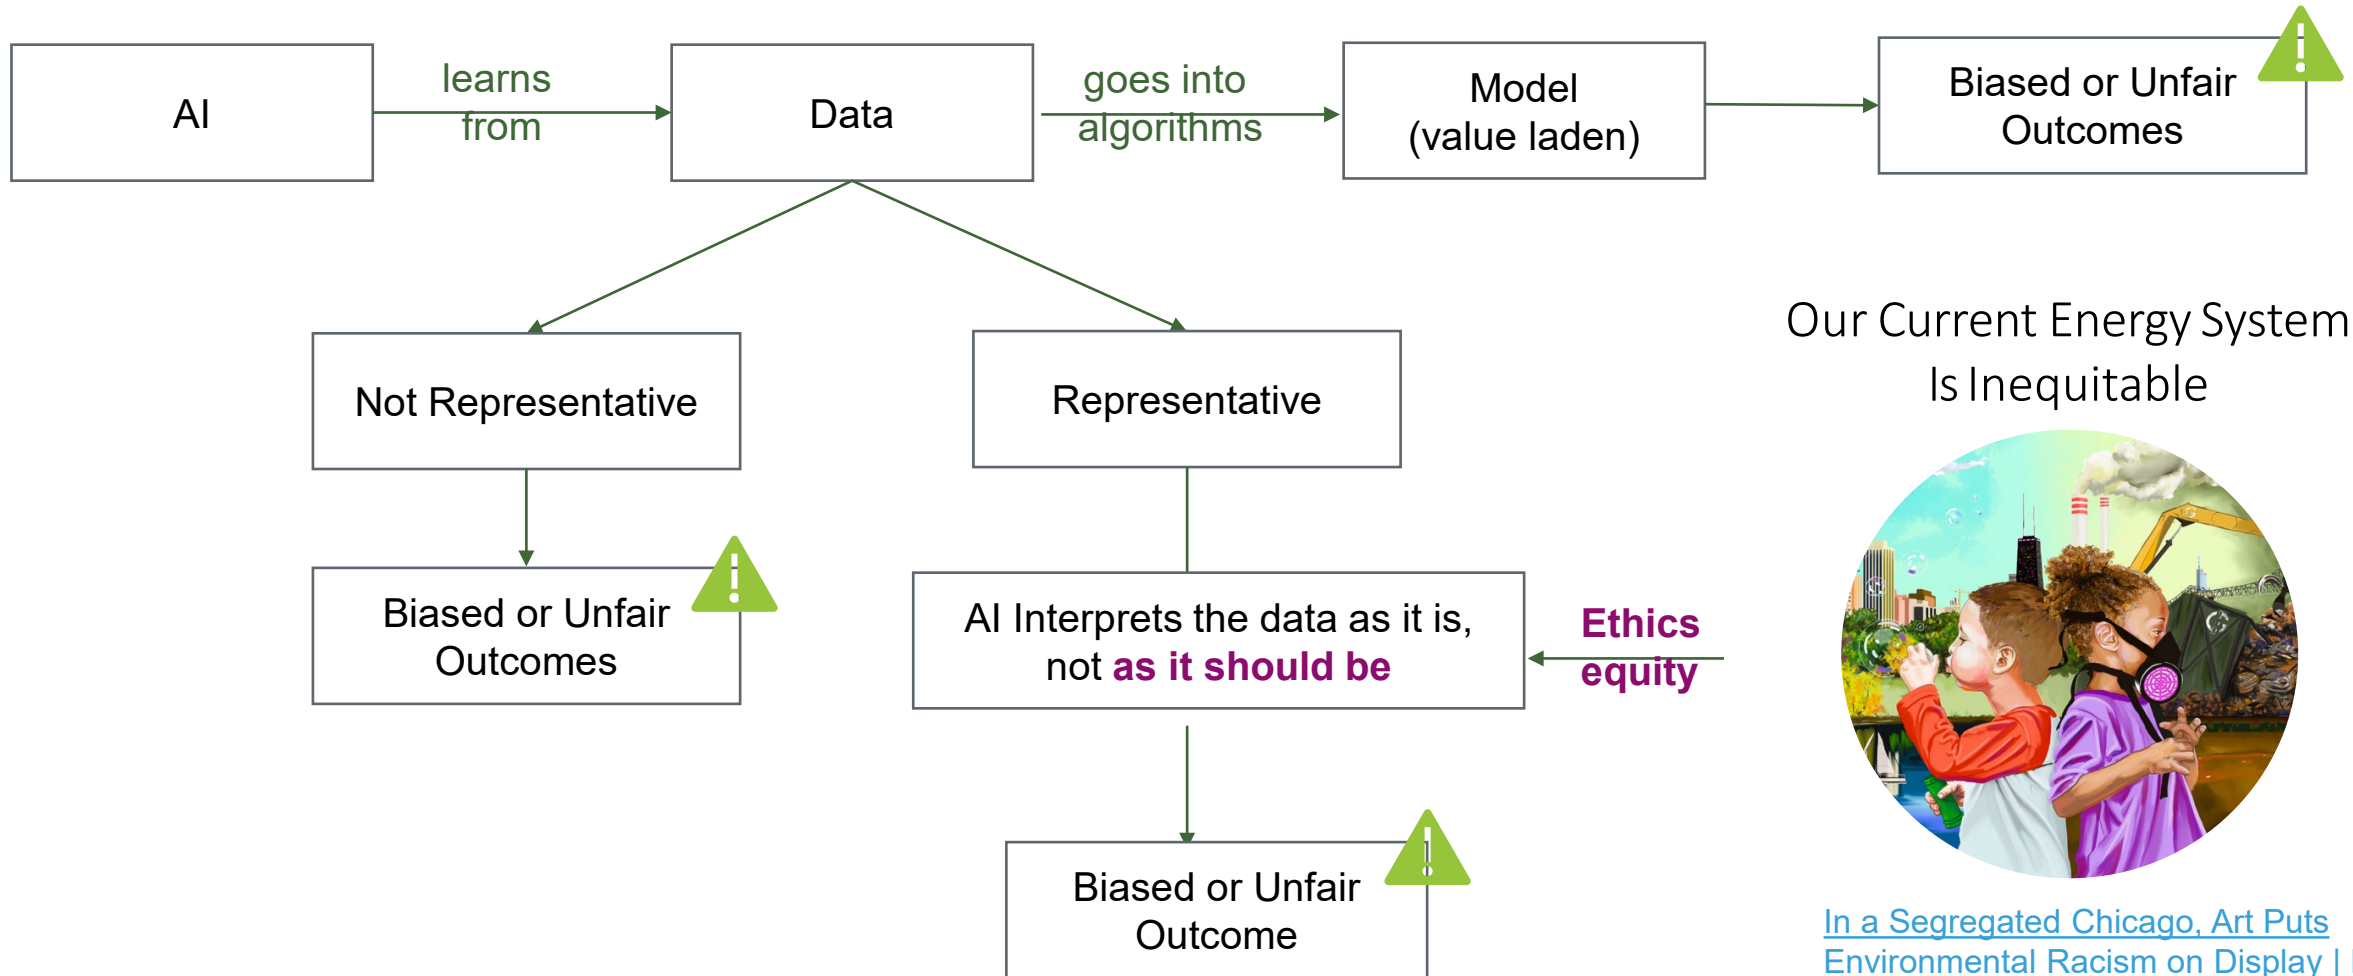 AI
learns
from
Data
goes into
algorithms
Model
(value laden)
Biased or Unfair
Outcomes
Not Representative
Representative
Our Current Energy System
Is Inequitable
Biased or Unfair
Outcomes
AI Interprets the data as it is,
not as it should be
Ethics
equity
Biased or Unfair
Outcome
In a Segregated Chicago, Art Puts
Environmental Racism on Display |